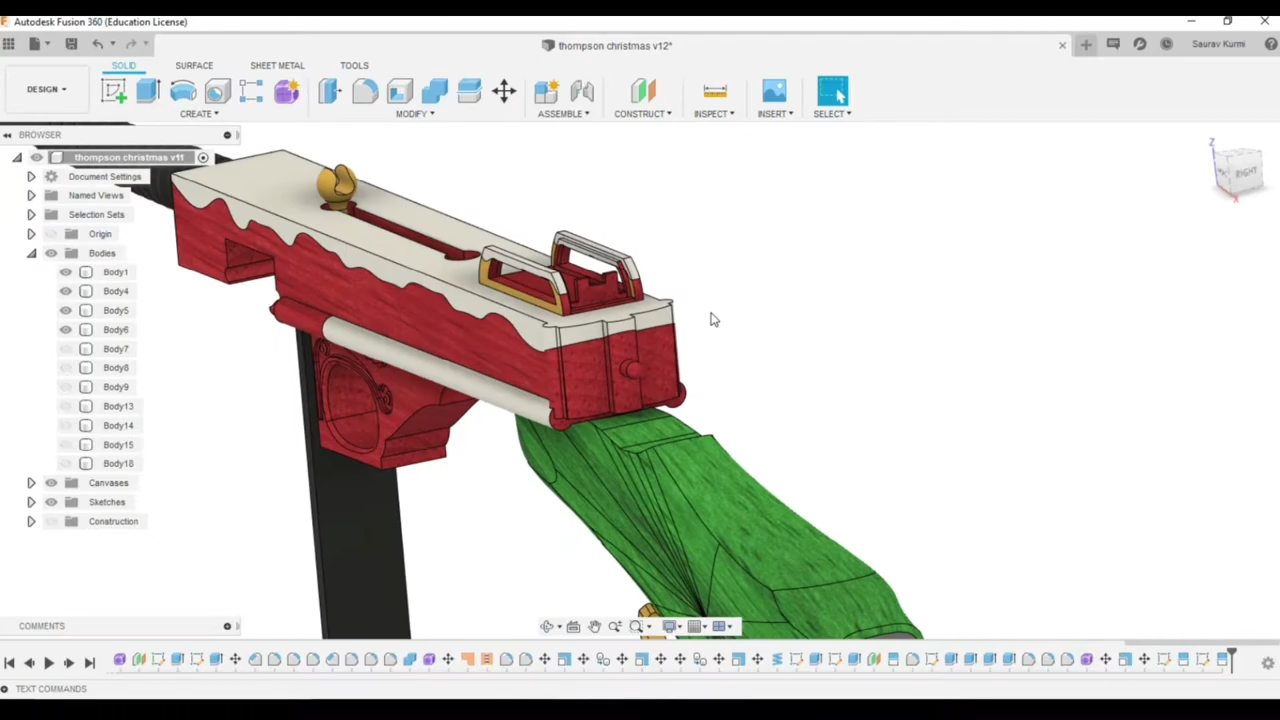 Autodesk Fusion 360 (Education License)
thompson christmas v12*
Saurav Kurmi
SOLID
SURFACE
SHEET METAL
TOOLS
DESIGN
CREATE
MODIFY
ASSEMBLE
CONSTRUCT
INSPECT
INSERT
SELECT
BROWSER
thompson christmas v11
Document Settings
Named Views
Selection Sets
Origin
Bodies
Body1
Body4
Body5
Body6
Body7
Body8
Body9
Body13
Body14
Body15
Body18
Canvases
Sketches
Construction
Z
RIGHT
X
COMMENTS
TEXT COMMANDS